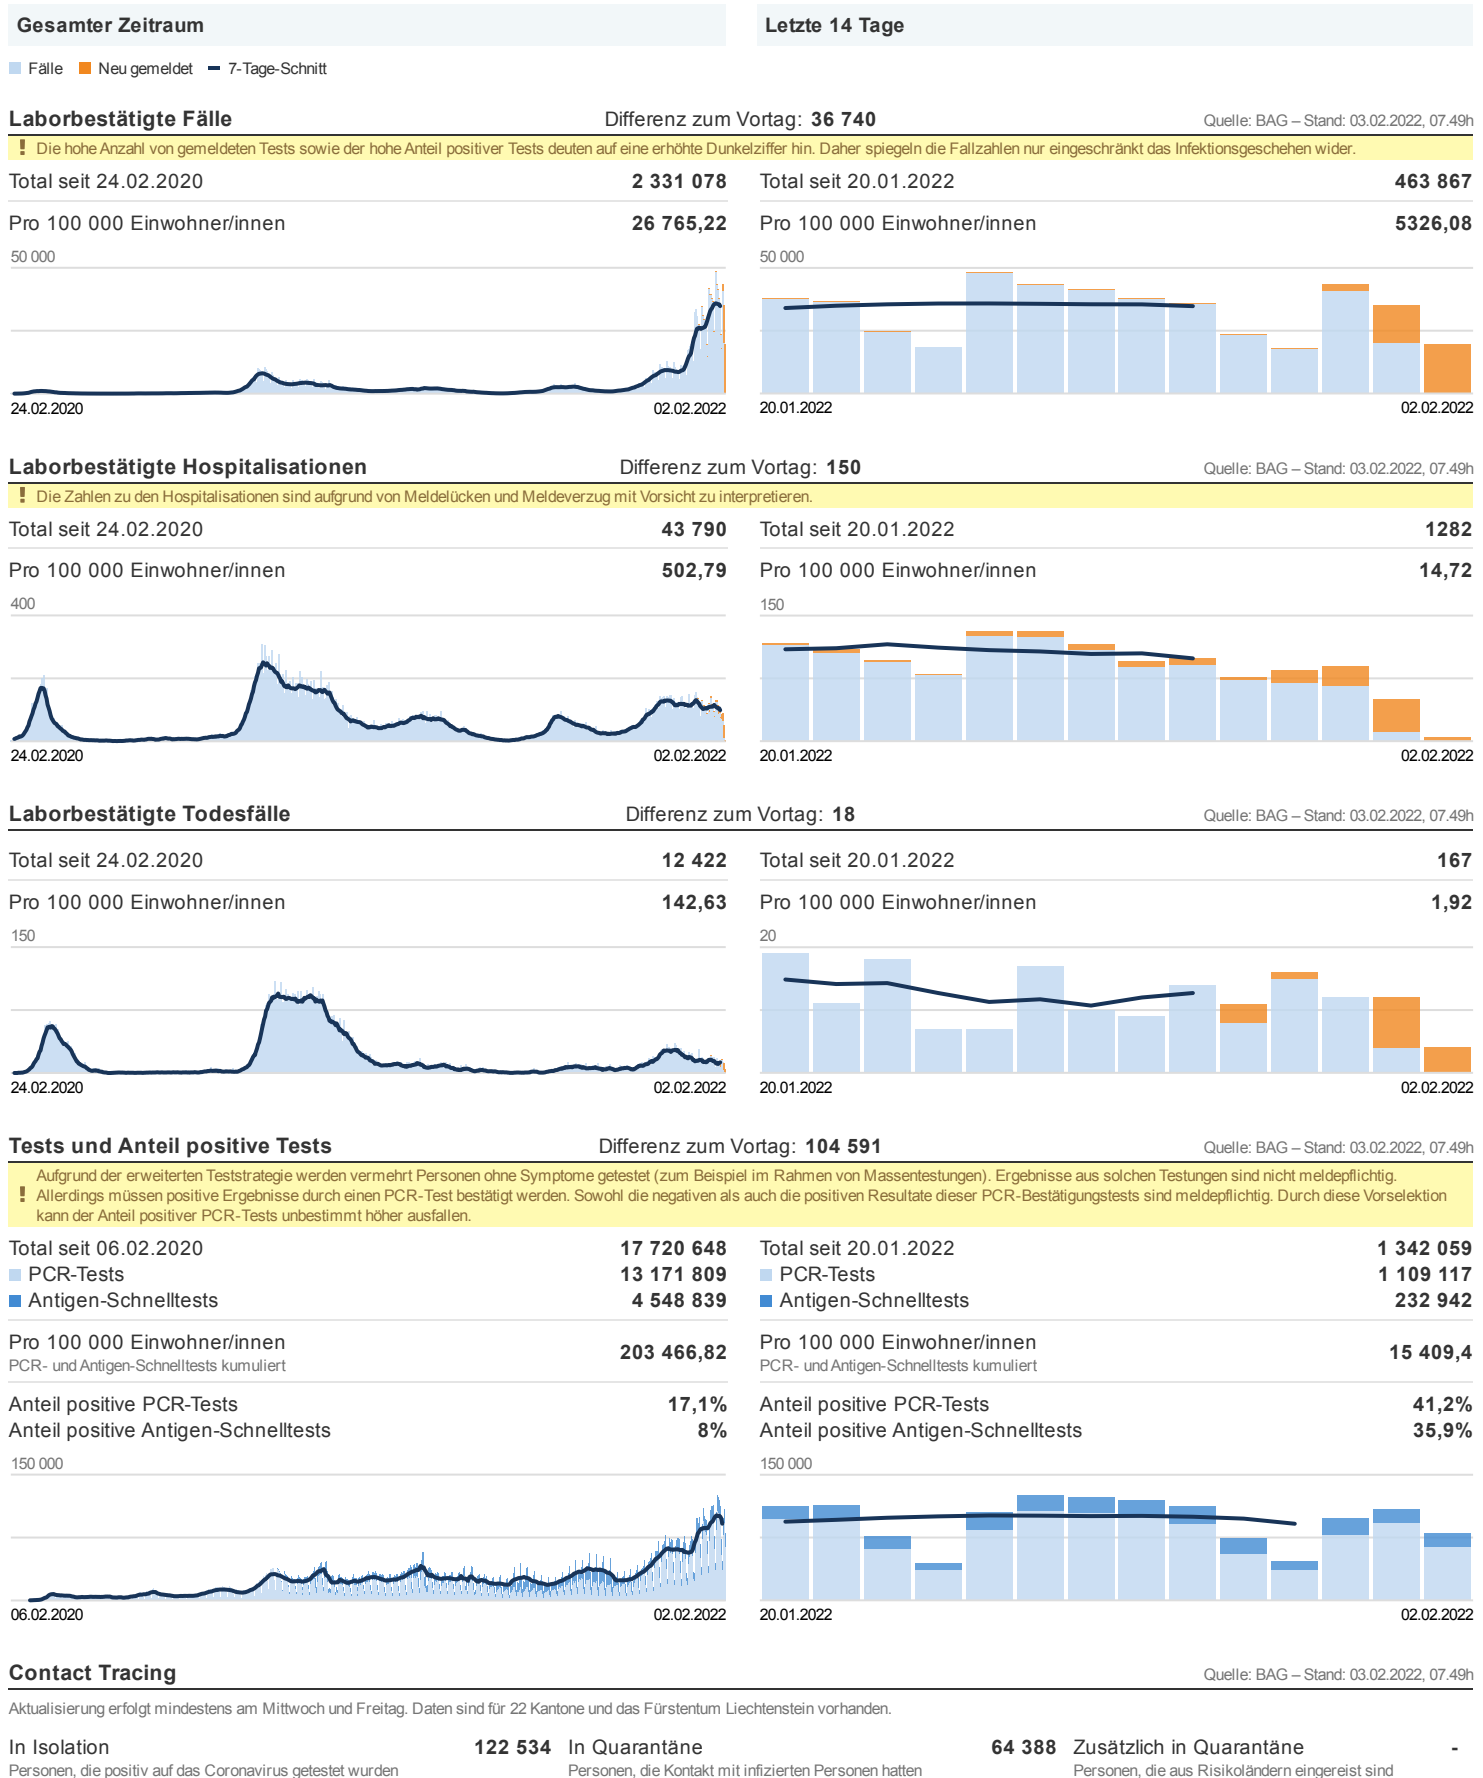 Gesamter Zeitraum
Letzte 14 Tage
Fälle Neu gemeldet 7-Tage-Schnitt
Laborbestätigte Fälle Differenz zum Vortag: 36 740 Quelle: BAG – Stand: 03.02.2022, 07.49h
! Die hohe Anzahl von gemeldeten Tests sowie der hohe Anteil positiver Tests deuten auf eine erhöhte Dunkelziffer hin. Daher spiegeln die Fallzahlen nur eingeschränkt das Infektionsgeschehen wider.
Total seit 24.02.2020 2 331 078
Pro 100 000 Einwohner/innen 26 765,22
50 000
24.02.2020 02.02.2022
Total seit 20.01.2022 463 867
Pro 100 000 Einwohner/innen 5326,08
50 000
20.01.2022 02.02.2022
Laborbestätigte Hospitalisationen Differenz zum Vortag: 150 Quelle: BAG – Stand: 03.02.2022, 07.49h
! Die Zahlen zu den Hospitalisationen sind aufgrund von Meldelücken und Meldeverzug mit Vorsicht zu interpretieren.
Total seit 24.02.2020 43 790
Pro 100 000 Einwohner/innen 502,79
400
24.02.2020 02.02.2022
Total seit 20.01.2022 1282
Pro 100 000 Einwohner/innen 14,72
150
20.01.2022 02.02.2022
Laborbestätigte Todesfälle Differenz zum Vortag: 18 Quelle: BAG – Stand: 03.02.2022, 07.49h
Total seit 24.02.2020 12 422
Pro 100 000 Einwohner/innen 142,63
150
24.02.2020 02.02.2022
Total seit 20.01.2022 167
Pro 100 000 Einwohner/innen 1,92
20
20.01.2022 02.02.2022
Tests und Anteil positive Tests Differenz zum Vortag: 104 591 Quelle: BAG – Stand: 03.02.2022, 07.49h
Aufgrund der erweiterten Teststrategie werden vermehrt Personen ohne Symptome getestet (zum Beispiel im Rahmen von Massentestungen). Ergebnisse aus solchen Testungen sind nicht meldepflichtig.
! Allerdings müssen positive Ergebnisse durch einen PCR-Test bestätigt werden. Sowohl die negativen als auch die positiven Resultate dieser PCR-Bestätigungstests sind meldepflichtig. Durch diese Vorselektion
kann der Anteil positiver PCR-Tests unbestimmt höher ausfallen.
Total seit 06.02.2020 17 720 648
PCR-Tests 13 171 809
Antigen-Schnelltests 4 548 839
Pro 100 000 Einwohner/innen 203 466,82
PCR- und Antigen-Schnelltests kumuliert
Anteil positive PCR-Tests 17,1%
Anteil positive Antigen-Schnelltests 8%
150 000
06.02.2020 02.02.2022
Total seit 20.01.2022 1 342 059
PCR-Tests 1 109 117
Antigen-Schnelltests 232 942
Pro 100 000 Einwohner/innen 15 409,4
PCR- und Antigen-Schnelltests kumuliert
Anteil positive PCR-Tests 41,2%
Anteil positive Antigen-Schnelltests 35,9%
150 000
20.01.2022 02.02.2022
Contact Tracing Quelle: BAG – Stand: 03.02.2022, 07.49h
Aktualisierung erfolgt mindestens am Mittwoch und Freitag. Daten sind für 22 Kantone und das Fürstentum Liechtenstein vorhanden.
In Isolation 122 534
Personen, die positiv auf das Coronavirus getestet wurden
In Quarantäne 64 388
Personen, die Kontakt mit infizierten Personen hatten
Zusätzlich in Quarantäne -
Personen, die aus Risikoländern eingereist sind